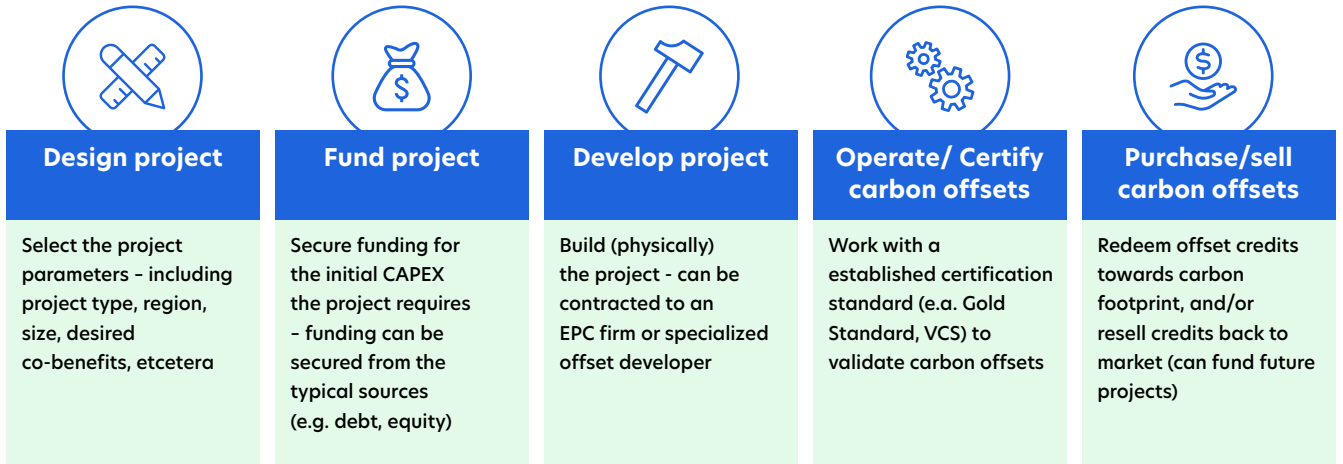 Design project
Select the project
parameters – including
project type, region,
size, desired
co-benefits, etcetera
Fund project
Secure funding for
the initial CAPEX
the project requires
– funding can be
secured from the
typical sources
(e.g. debt, equity)
Develop project
Build (physically)
the project - can be
contracted to an
EPC firm or specialized
offset developer
Operate/ Certify
carbon offsets
Work with a
established certification
standard (e.a. Gold
Standard, VCS) to
validate carbon offsets
Purchase/sell
carbon offsets
Redeem offset credits
towards carbon
footprint, and/or
resell credits back to
market (can fund future
projects)